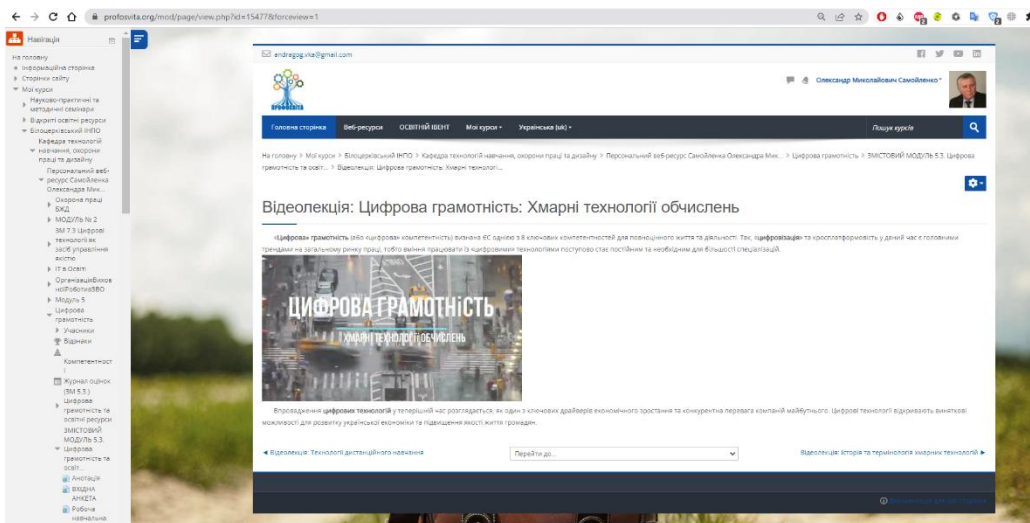 profosvita.org/mod/page/view.php?id=15477&forceview=1
Навігація
На головну
Інформаційна сторінка
Сторінки сайту
Мої курси
Науково-практичні та
методичні семінари
Відкриті освітні ресурси
Білоцерківський ІНПО
Кафедра технологій
навчання, охорони
праці та дизайну
Персональний веб-
ресурс Самойленка
Олександра Мик...
Охорона праці
БЖД
МОДУЛЬ № 2
ЗМ 7.3 Цифрові
технології як
засіб управління
якістю
ІТ в Освіті
ОрганізаціяВихов
ноїРоботиЗВО
Модуль 5
Цифрова
грамотність
Учасники
Відзнаки
Компетентност
і
Журнал оцінок
(ЗМ 5.3.)
Цифрова
грамотність та
освітні ресурси
ЗМІСТОВИЙ
МОДУЛЬ 5.3.
Цифрова
грамотність та
освіт...
Анотація
ВХІДНА
АНКЕТА
Робоча
навчальна
andragog.vka@gmail.com
ПРОФОСВІТА
Олександр Миколайович Самойленко
Головна сторінка Веб-ресурси ОСВІТНІЙ ІВЕНТ Мої курси Українська (uk) Пошук курсів
На головну > Мої курси > Білоцерківський ІНПО > Кафедра технологій навчання, охорони праці та дизайну > Персональний веб-ресурс Самойленка Олександра Мик... > Цифрова грамотність > ЗМІСТОВИЙ МОДУЛЬ 5.3. Цифрова
грамотність та освіт... > Відеолекція: Цифрова грамотність: Хмарні технологі...
Відеолекція: Цифрова грамотність: Хмарні технології обчислень
«Цифрова» грамотність (або «цифрова» компетентність) визнана ЄС однією з 8 ключових компетентностей для повноцінного життя та діяльності. Так, «цифровізація» та кросплатформовість у даний час є головними
трендами на загальному ринку праці, тобто вміння працювати із «цифровими» технологіями поступово стає постійним та необхідним для більшості спеціалізацій.
ЦИФРОВА ГРАМОТНІСТЬ
ХМАРНІ ТЕХНОЛОГІЇ ОБЧИСЛЕНЬ
Впровадження цифрових технологій у теперішній час розглядається, як один з ключових драйверів економічного зростання та конкурентна перевага компаній майбутнього. Цифрові технології відкривають виняткові
можливості для розвитку української економіки та підвищення якості життя громадян.
◄ Відеолекція: Технології дистанційного навчання Перейти до... Відеолекція: Історія та термінологія хмарних технологій ►